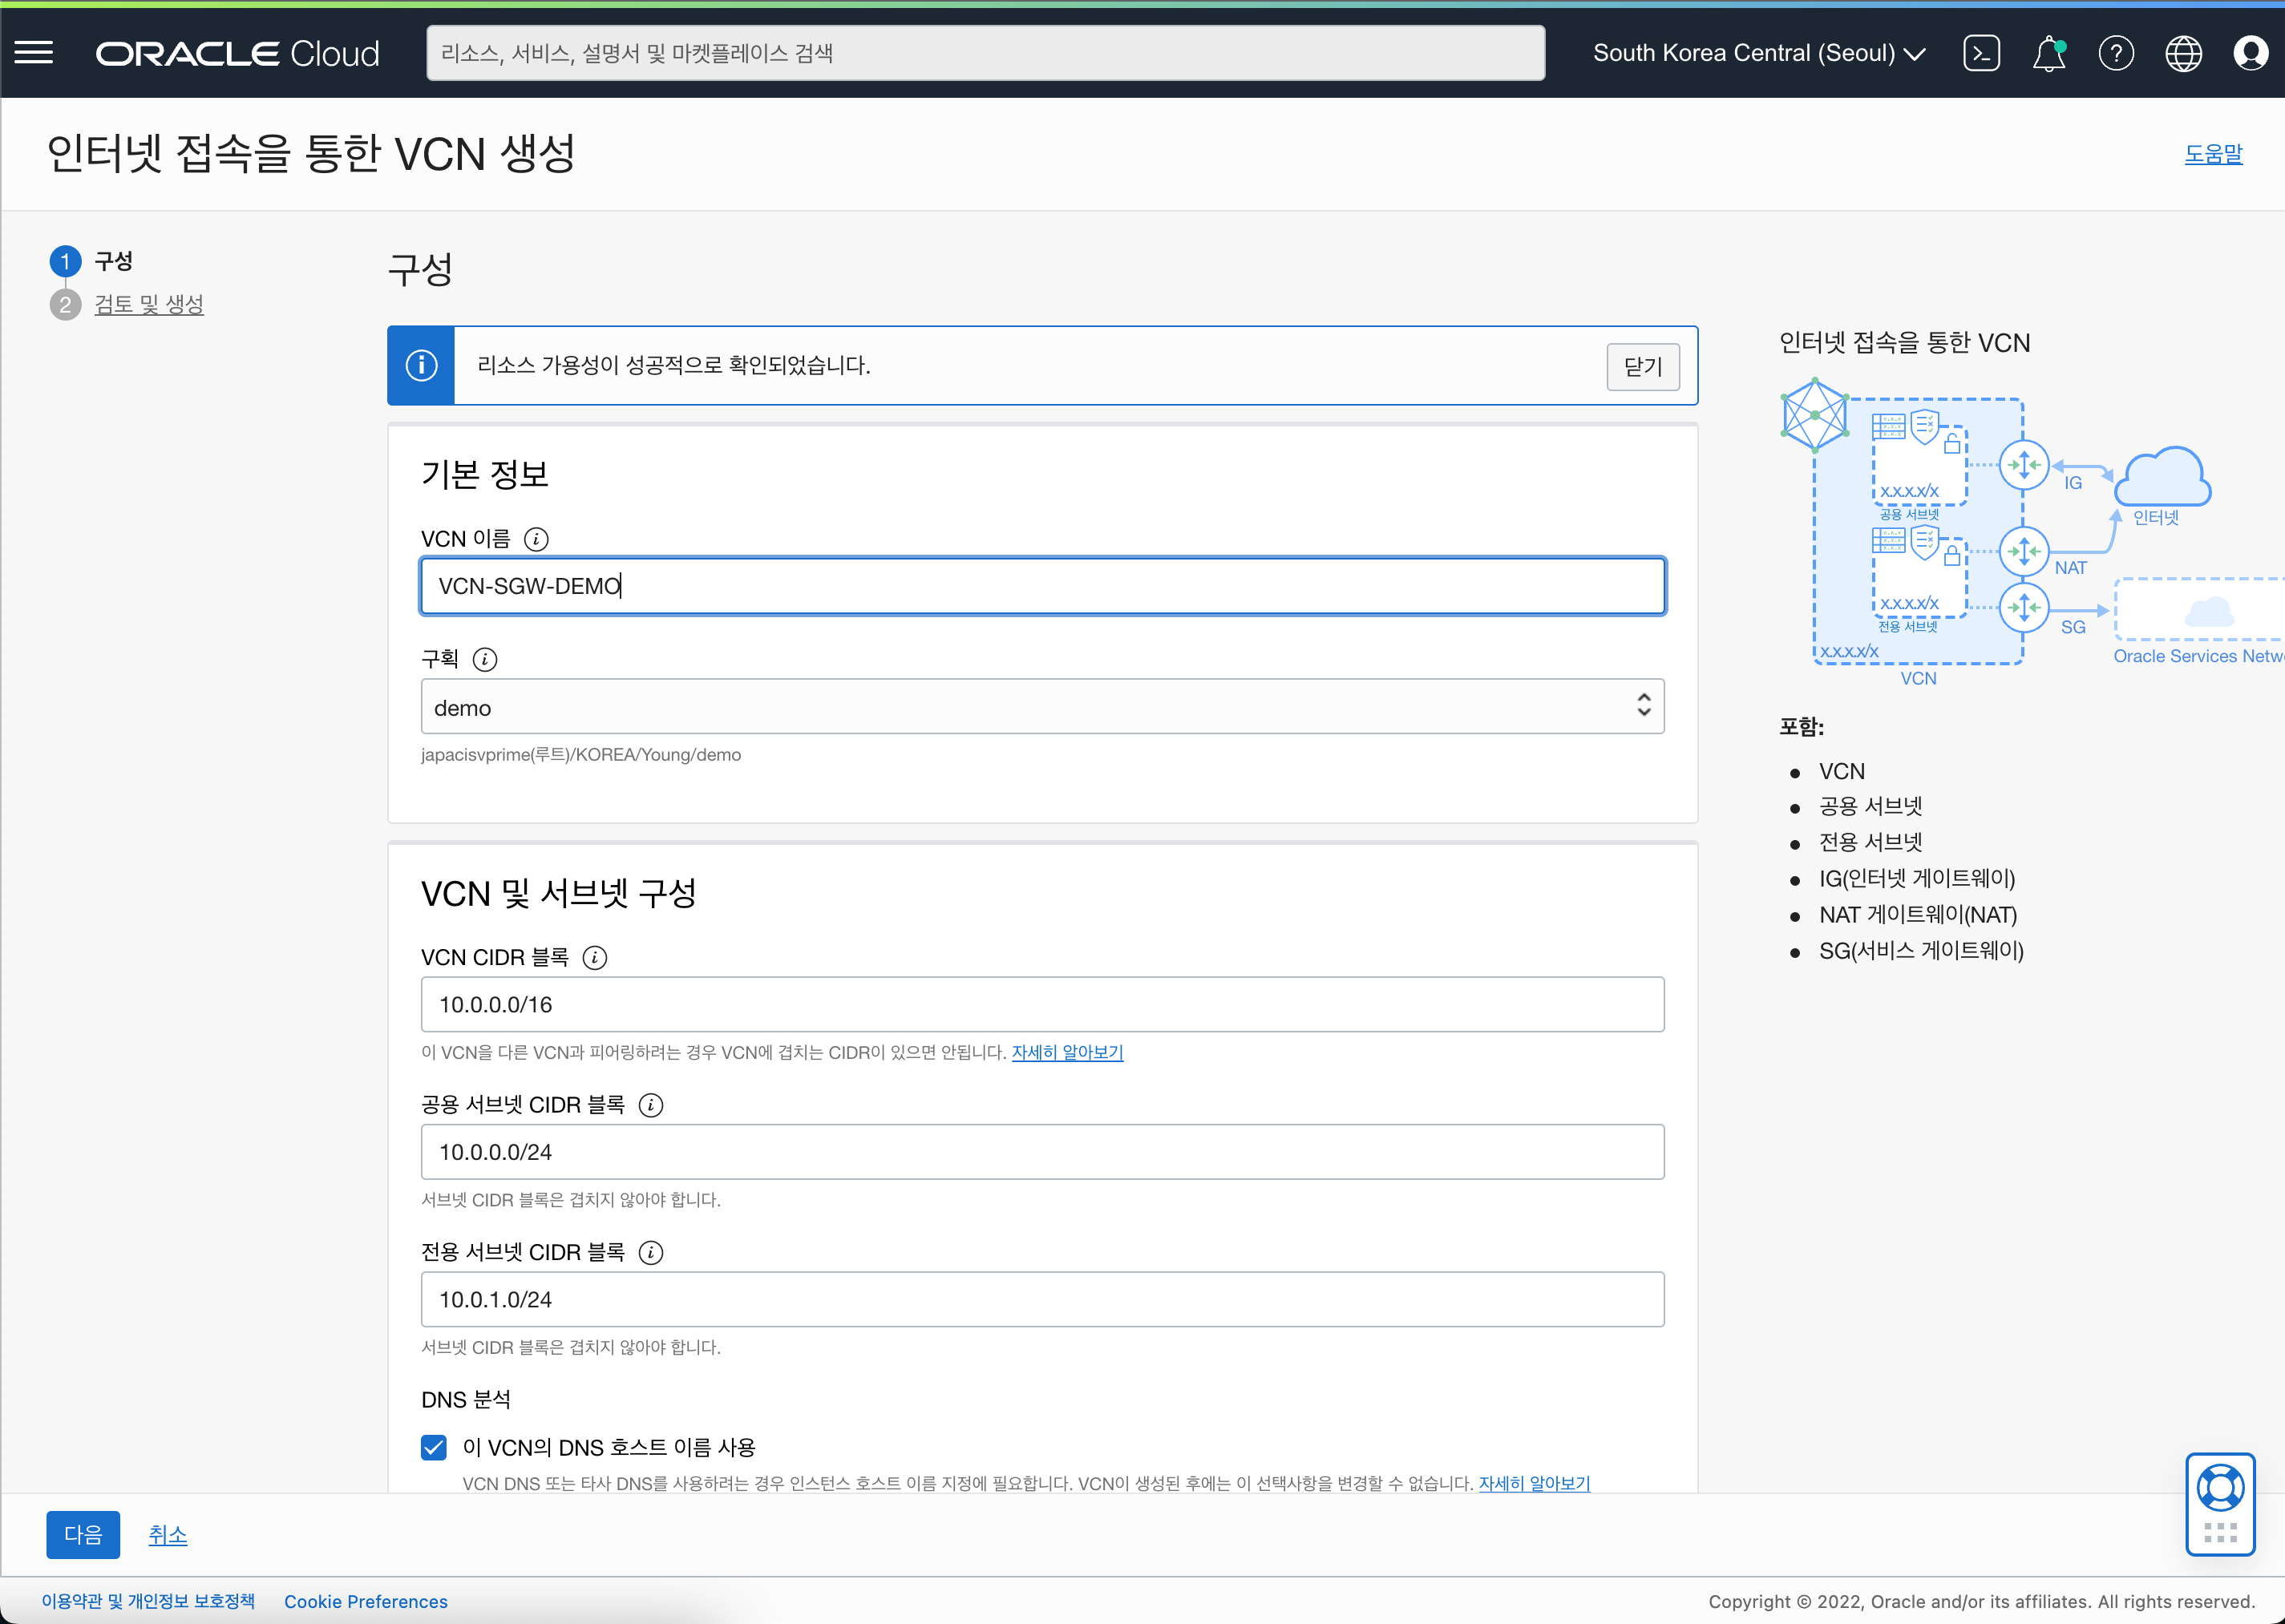 ORACLE Cloud
리소스, 서비스, 설명서 및 마켓플레이스 검색
South Korea Central (Seoul)
인터넷 접속을 통한 VCN 생성
도움말
1 구성
2 검토 및 생성
구성
리소스 가용성이 성공적으로 확인되었습니다.
닫기
기본 정보
VCN 이름
VCN-SGW-DEMO
구획
demo
japacisvprime(루트)/KOREA/Young/demo
VCN 및 서브넷 구성
VCN CIDR 블록
10.0.0.0/16
이 VCN을 다른 VCN과 피어링하려는 경우 VCN에 겹치는 CIDR이 있으면 안됩니다. 자세히 알아보기
공용 서브넷 CIDR 블록
10.0.0.0/24
서브넷 CIDR 블록은 겹치지 않아야 합니다.
전용 서브넷 CIDR 블록
10.0.1.0/24
서브넷 CIDR 블록은 겹치지 않아야 합니다.
DNS 분석
이 VCN의 DNS 호스트 이름 사용
VCN DNS 또는 타사 DNS를 사용하려는 경우 인스턴스 호스트 이름 지정에 필요합니다. VCN이 생성된 후에는 이 선택사항을 변경할 수 없습니다. 자세히 알아보기
인터넷 접속을 통한 VCN
x.x.x.x/x
공용 서브넷
IG
인터넷
NAT
x.x.x.x/x
전용 서브넷
SG
x.x.x.x/x
Oracle Services Netw
VCN
포함:
VCN
공용 서브넷
전용 서브넷
IG(인터넷 게이트웨이)
NAT 게이트웨이(NAT)
SG(서비스 게이트웨이)
다음
취소
이용약관 및 개인정보 보호정책
Cookie Preferences
Copyright © 2022, Oracle and/or its affiliates. All rights reserved.